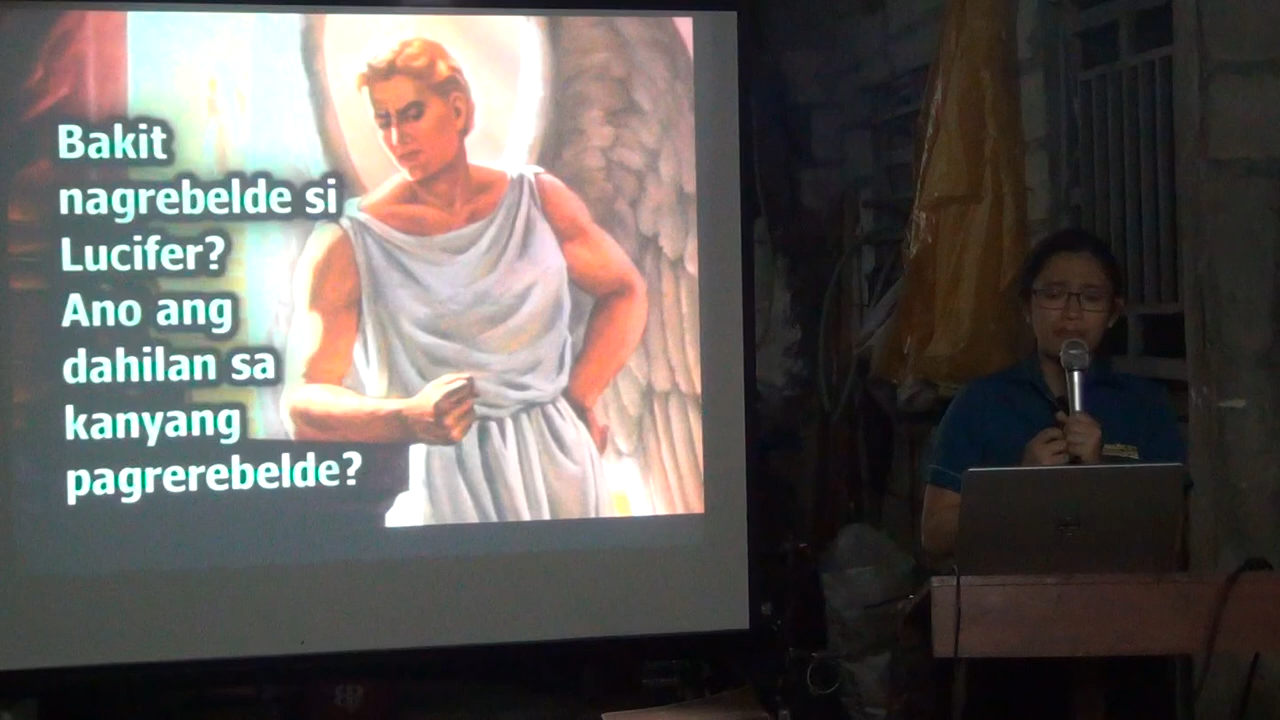 Bakit
nagrebelde si
Lucifer?
Ano ang
dahilan sa
kanyang
pagrerebelde?